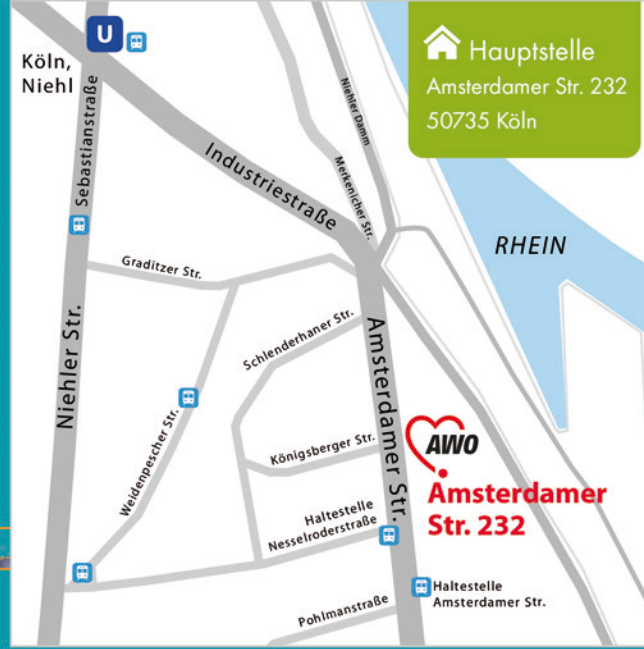 U
Köln,
Niehl
Hauptstelle
Amsterdamer Str. 232
50735 Köln
Sebastianstraße
Industriestraße
Niehler Damm
Merkenicher Str.
RHEIN
Graditzer Str.
Schlenderhaner Str.
Niehler Str.
Amsterdamer Str.
Weidenpescher Str.
Königsberger Str.
AWO
Amsterdamer
Str. 232
Haltestelle
Nesselroderstraße
Haltestelle
Amsterdamer Str.
Pohlmanstraße